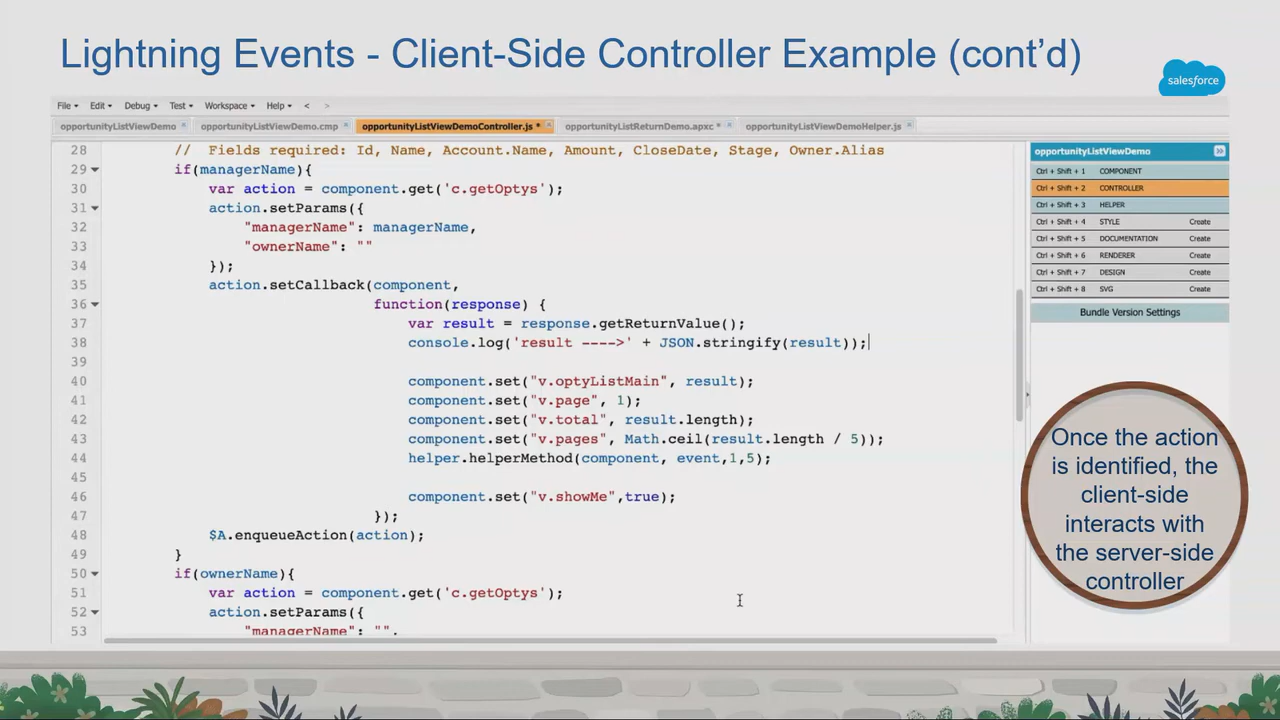 Lightning Events - Client-Side Controller Example (cont'd)
salesforce
File Edit Debug Test Workspace Help < >
opportunityListViewDemo opportunityListViewDemo.cmp opportunityListViewDemoController.js * opportunityListReturnDemo.apxc * opportunityListViewDemoHelper.js
28 // Fields required: Id, Name, Account.Name, Amount, CloseDate, Stage, Owner.Alias
29 if(managerName){
30 var action = component.get('c.getOptys');
31 action.setParams({
32 "managerName": managerName,
33 "ownerName": ""
34 });
35 action.setCallback(component,
36 function(response) {
37 var result = response.getReturnValue();
38 console.log('result ---->' + JSON.stringify(result));
39
40 component.set("v.optyListMain", result);
41 component.set("v.page", 1);
42 component.set("v.total", result.length);
43 component.set("v.pages", Math.ceil(result.length / 5));
44 helper.helperMethod(component, event,1,5);
45
46 component.set("v.showMe",true);
47 });
48 $A.enqueueAction(action);
49 }
50 if(ownerName){
51 var action = component.get('c.getOptys');
52 action.setParams({
53 "managerName": "",
opportunityListViewDemo
Ctrl + Shift + 1 COMPONENT
Ctrl + Shift + 2 CONTROLLER
Ctrl + Shift + 3 HELPER
Ctrl + Shift + 4 STYLE Create
Ctrl + Shift + 5 DOCUMENTATION Create
Ctrl + Shift + 6 RENDERER Create
Ctrl + Shift + 7 DESIGN Create
Ctrl + Shift + 8 SVG Create
Bundle Version Settings
Once the action
is identified, the
client-side
interacts with
the server-side
controller